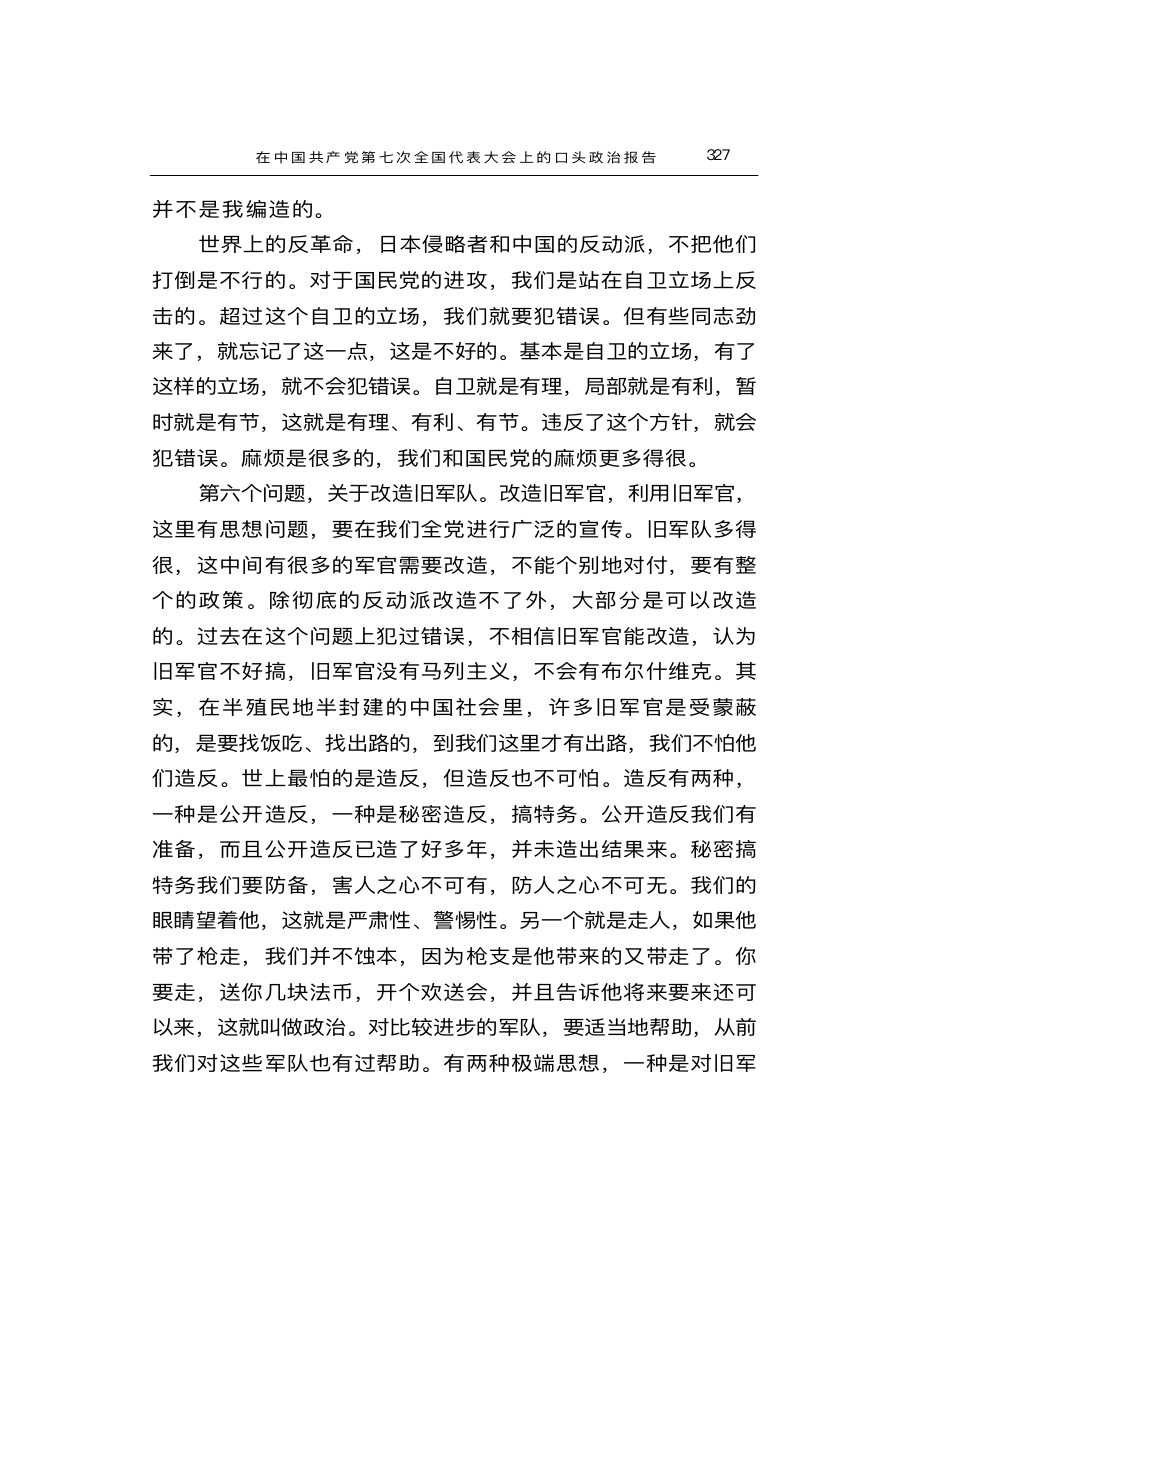 在中国共产党第七次全国代表大会上的口头政治报告 327
并不是我编造的。
世界上的反革命，日本侵略者和中国的反动派，不把他们
打倒是不行的。对于国民党的进攻，我们是站在自卫立场上反
击的。超过这个自卫的立场，我们就要犯错误。但有些同志劲
来了，就忘记了这一点，这是不好的。基本是自卫的立场，有了
这样的立场，就不会犯错误。自卫就是有理，局部就是有利，暂
时就是有节，这就是有理、有利、有节。违反了这个方针，就会
犯错误。麻烦是很多的，我们和国民党的麻烦更多得很。
第六个问题，关于改造旧军队。改造旧军官，利用旧军官，
这里有思想问题，要在我们全党进行广泛的宣传。旧军队多得
很，这中间有很多的军官需要改造，不能个别地对付，要有整
个的政策。除彻底的反动派改造不了外，大部分是可以改造
的。过去在这个问题上犯过错误，不相信旧军官能改造，认为
旧军官不好搞，旧军官没有马列主义，不会有布尔什维克。其
实，在半殖民地半封建的中国社会里，许多旧军官是受蒙蔽
的，是要找饭吃、找出路的，到我们这里才有出路，我们不怕他
们造反。世上最怕的是造反，但造反也不可怕。造反有两种，
一种是公开造反，一种是秘密造反，搞特务。公开造反我们有
准备，而且公开造反已造了好多年，并未造出结果来。秘密搞
特务我们要防备，害人之心不可有，防人之心不可无。我们的
眼睛望着他，这就是严肃性、警惕性。另一个就是走人，如果他
带了枪走，我们并不蚀本，因为枪支是他带来的又带走了。你
要走，送你几块法币，开个欢送会，并且告诉他将来要来还可
以来，这就叫做政治。对比较进步的军队，要适当地帮助，从前
我们对这些军队也有过帮助。有两种极端思想，一种是对旧军